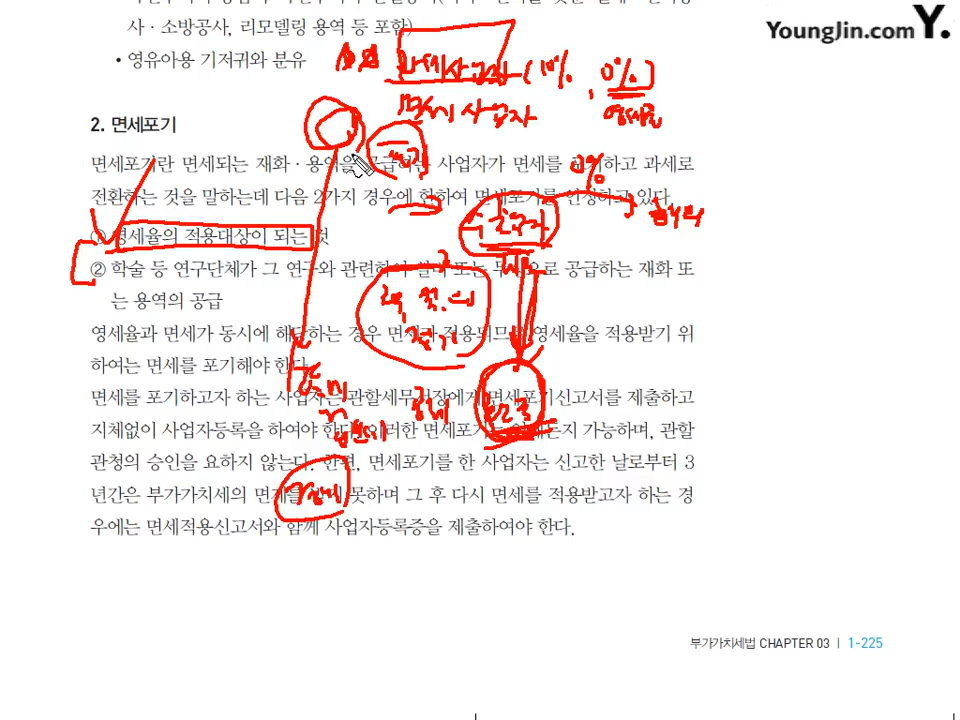 YoungJin.com Y.
사·소방공사, 리모델링 용역 등 포함)
• 영유아용 기저귀와 분유
과세사업자 (10%, 0%)
면세사업자 영세율
2. 면세포기
면세포기란 면세되는 재화·용역을 공급하는 사업자가 면세를 포기하고 과세로
0%
전환하는 것을 말하는데 다음 2가지 경우에 한하여 면세포기를 인정하고 있다.
수출업자
① 영세율의 적용대상이 되는 것
② 학술 등 연구단체가 그 연구와 관련하여 실비 또는 무상으로 공급하는 재화 또
는 용역의 공급
영세율과 면세가 동시에 해당하는 경우 면세가 적용되므로 영세율을 적용받기 위
하여는 면세를 포기해야 한다.
면세를 포기하고자 하는 사업자는 관할세무서장에게 면세포기신고서를 제출하고
환급
지체없이 사업자등록을 하여야 한다. 이러한 면세포기는 언제든지 가능하며, 관할
관청의 승인을 요하지 않는다. 한편, 면세포기를 한 사업자는 신고한 날로부터 3
년간은 부가가치세의 면제를 받지 못하며 그 후 다시 면세를 적용받고자 하는 경
우에는 면세적용신고서와 함께 사업자등록증을 제출하여야 한다.
부가가치세법 CHAPTER 03 | 1-225